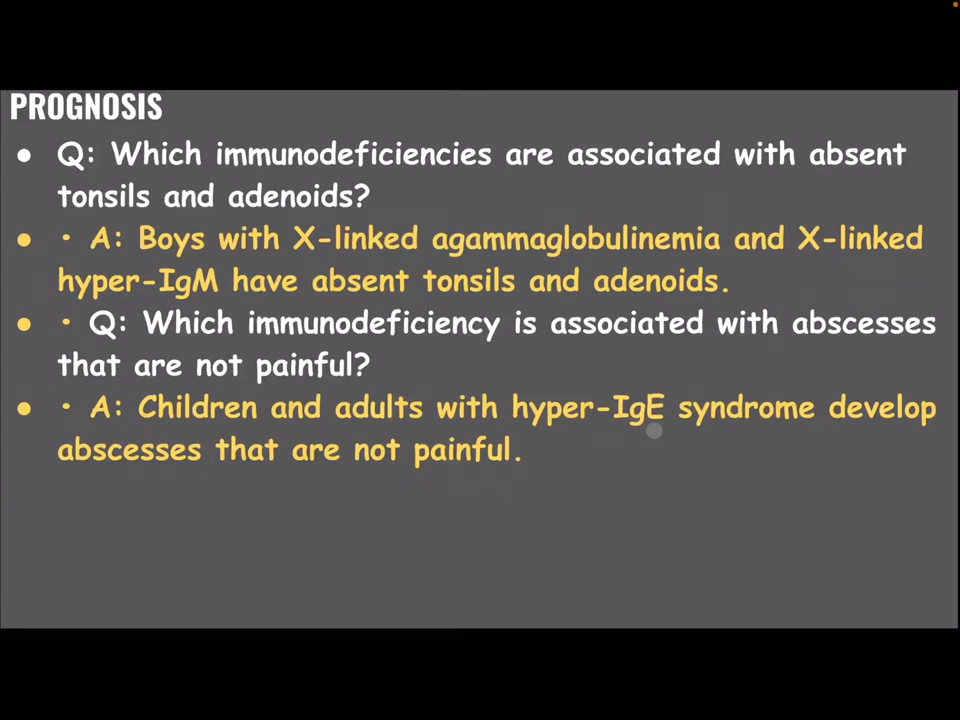 PROGNOSIS
● Q: Which immunodeficiencies are associated with absent
tonsils and adenoids?
● • A: Boys with X-linked agammaglobulinemia and X-linked
hyper-IgM have absent tonsils and adenoids.
● • Q: Which immunodeficiency is associated with abscesses
that are not painful?
● • A: Children and adults with hyper-IgE syndrome develop
abscesses that are not painful.